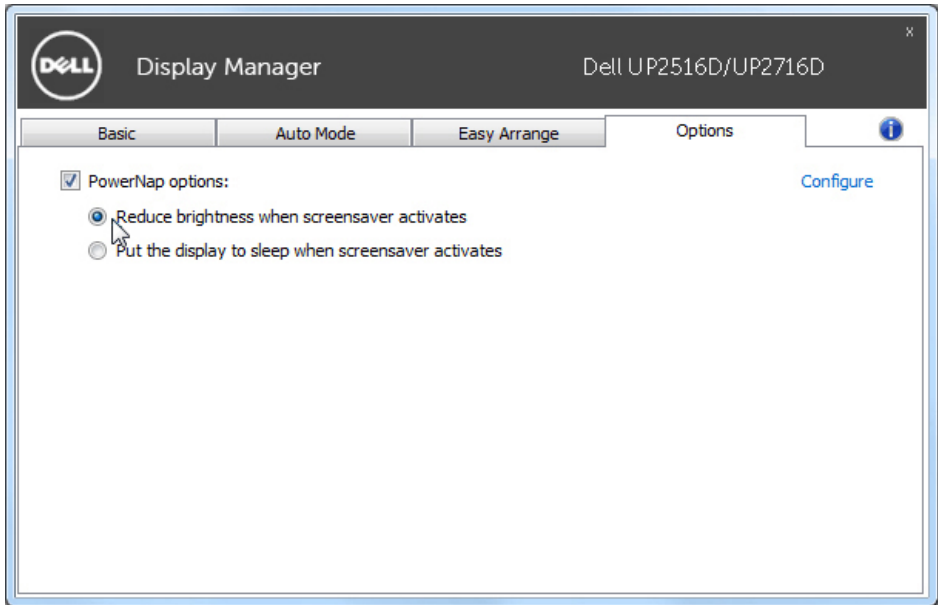 x
DELL Display Manager Dell UP2516D/UP2716D
Basic Auto Mode Easy Arrange Options i
PowerNap options: Configure
Reduce brightness when screensaver activates
Put the display to sleep when screensaver activates